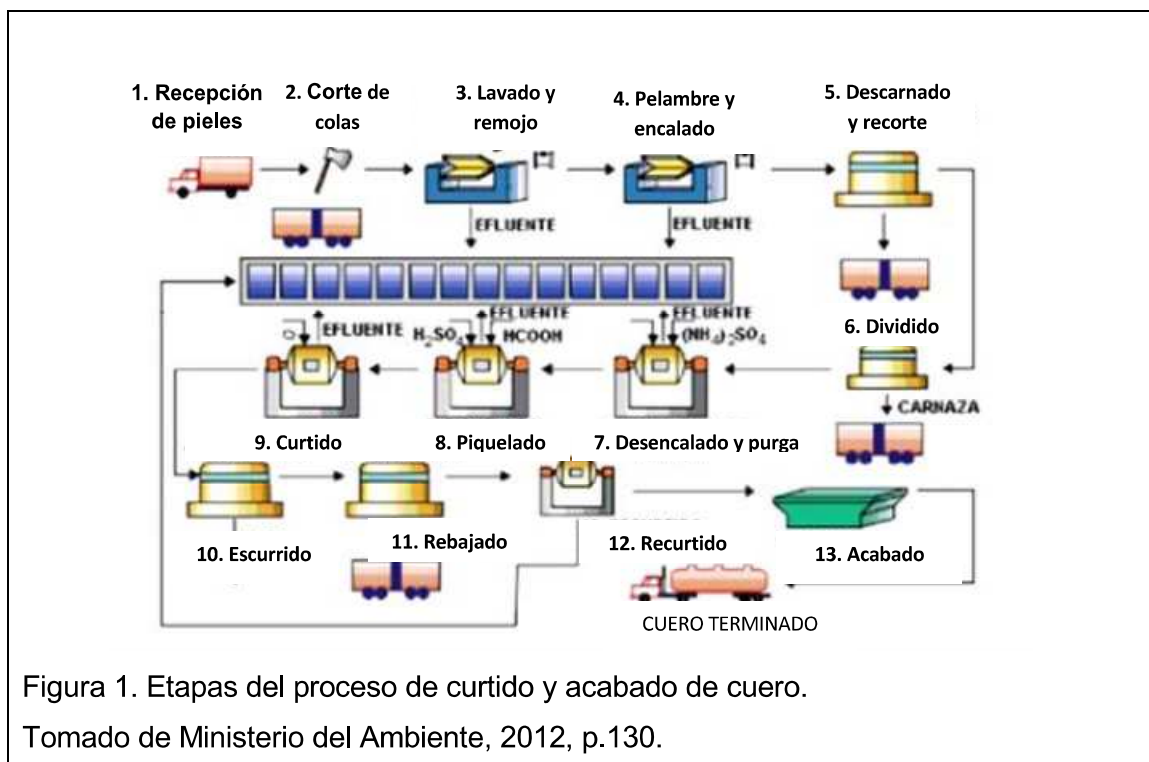 1. Recepción
de pieles
2. Corte de
colas
3. Lavado y
remojo
4. Pelambre y
encalado
5. Descarnado
y recorte
EFLUENTE
EFLUENTE
6. Dividido
CARNAZA
EFLUENTE
(NH4)2SO4
EFLUENTE
H2SO4
HCOOH
EFLUENTE
9. Curtido
8. Piquelado
7. Desencalado y purga
10. Escurrido
11. Rebajado
12. Recurtido
13. Acabado
CUERO TERMINADO
Figura 1. Etapas del proceso de curtido y acabado de cuero.
Tomado de Ministerio del Ambiente, 2012, p.130.